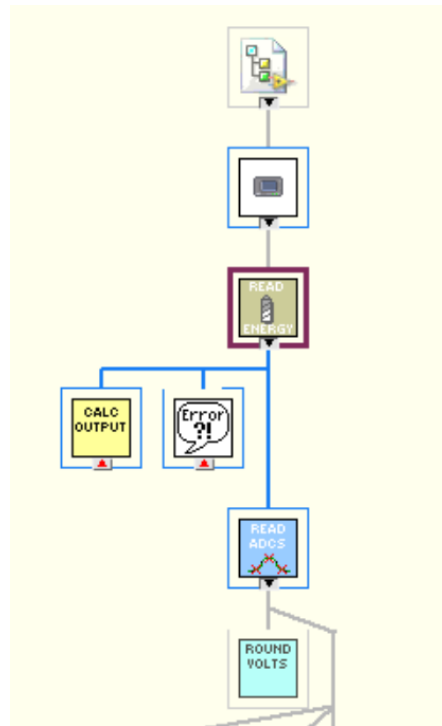 READ
ENERGY
CALC
OUTPUT
Error
?!
READ
ADCS
ROUND
VOLTS